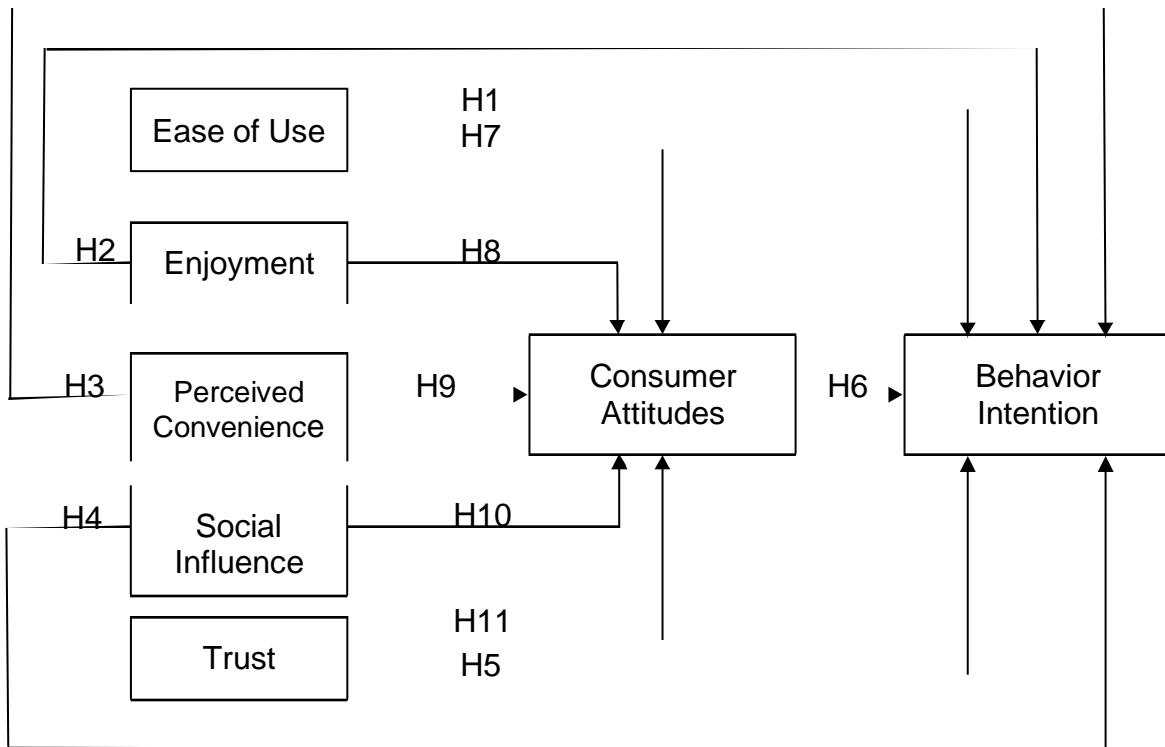 H1
Ease of Use
H7
H2
Enjoyment
H8
H3
Perceived
Convenience
H9
Consumer
Attitudes
H6
Behavior
Intention
H4
Social
Influence
H10
H11
Trust
H5